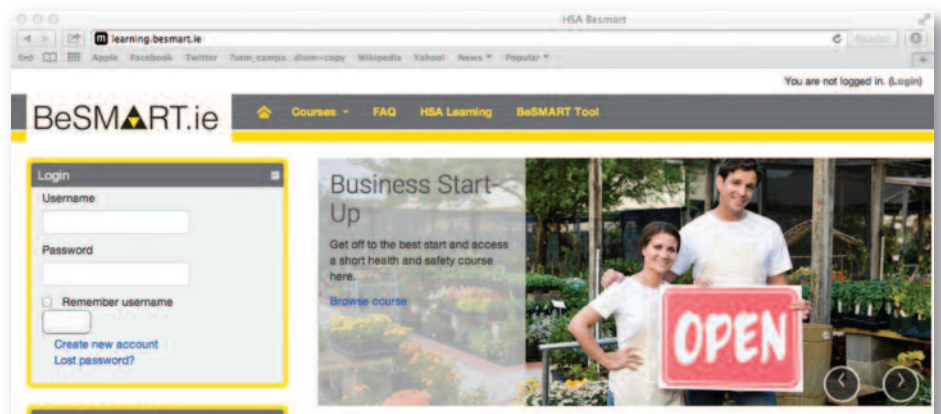 HSA Besmart
learning.besmart.ie
Reader
Apple Facebook Twitter ?utm_campa...dium=copy Wikipedia Yahoo! News Popular
You are not logged in. (Login)
BeSMART.ie
Courses FAQ HSA Learning BeSMART Tool
Login
Username
Password
Remember username
Create new account
Lost password?
Business Start-
Up
Get off to the best start and access
a short health and safety course
here.
Browse course
OPEN